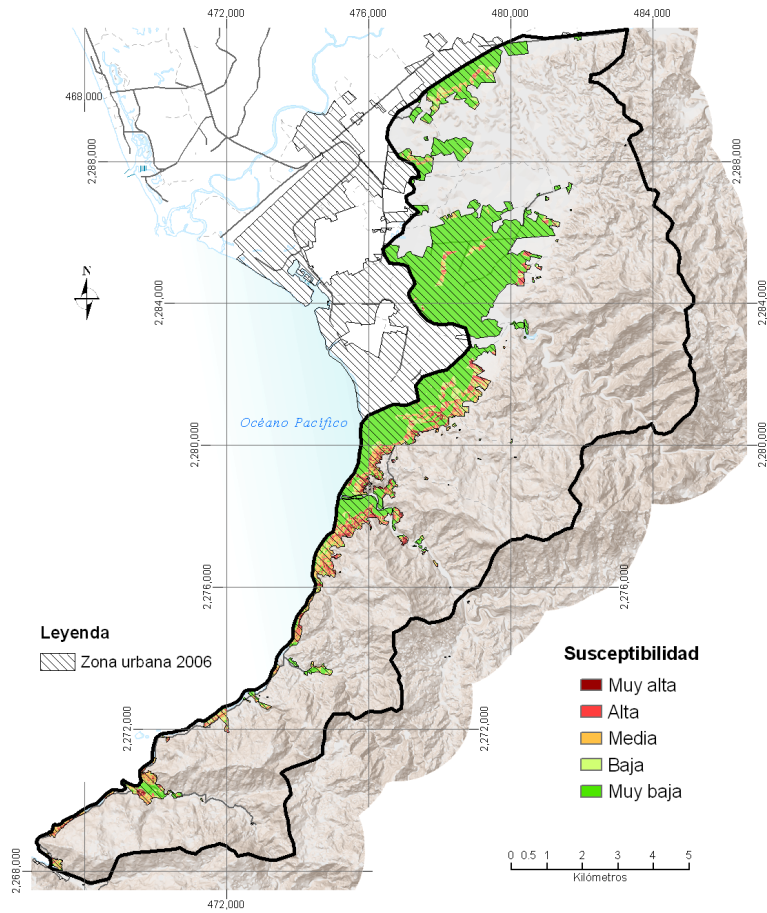 472,000
476,000
480,000
484,000
468,000
2,288,000
2,288,000
N
2,284,000
2,284,000
Océano Pacífico
2,280,000
2,280,000
2,276,000
2,276,000
Leyenda
Zona urbana 2006
Susceptibilidad
Muy alta
Alta
Media
Baja
Muy baja
2,272,000
2,272,000
0 0.5 1 2 3 4 5
Kilómetros
2,268,000
472,000